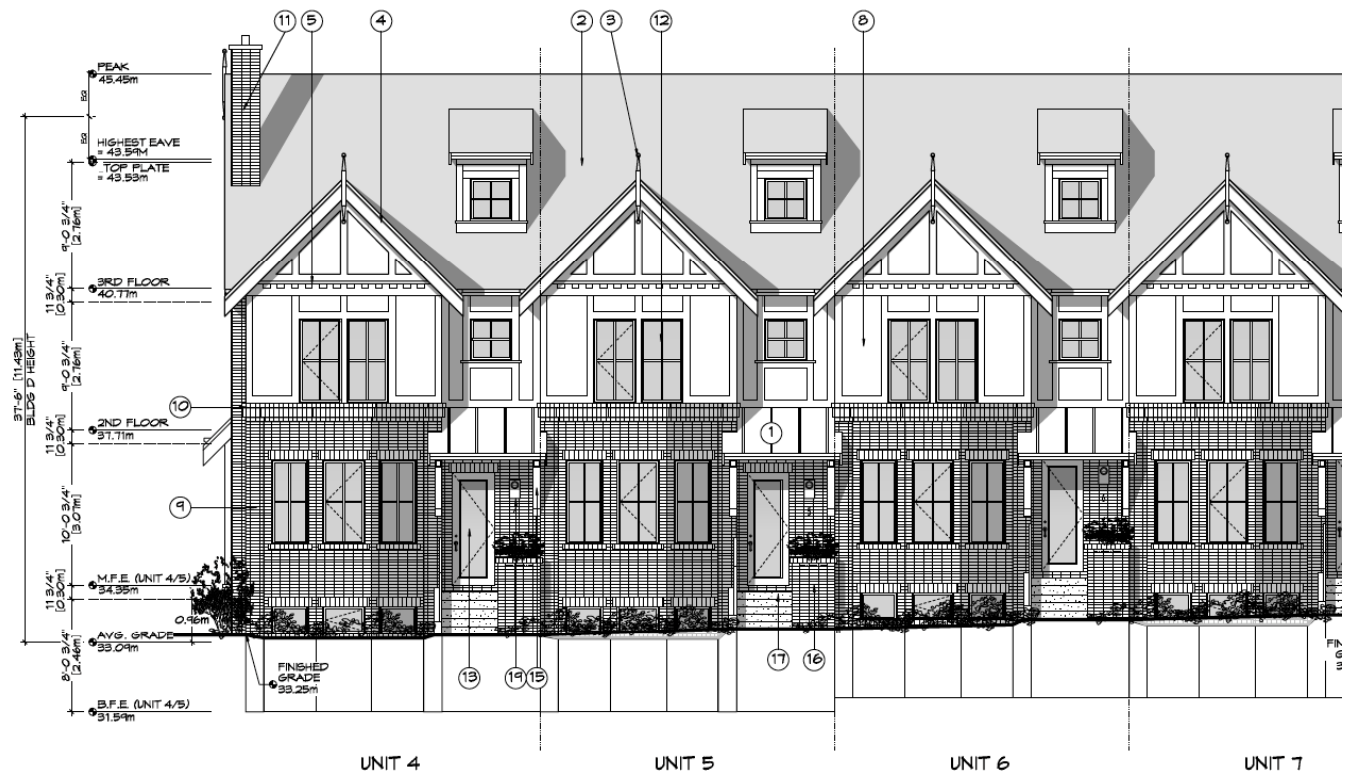 11
5
4
2
3
12
8
PEAK
45.45m
EQ
EQ
HIGHEST EAVE
= 43.59M
TOP PLATE
= 43.53m
9'-0 3/4"
[2.76m]
3RD FLOOR
40.77m
11 3/4"
[0.30m]
37'-6" [11.43m]
BLDG D HEIGHT
9'-0 3/4"
[2.76m]
10
2ND FLOOR
37.71m
11 3/4"
[0.30m]
1
9
10'-0 3/4"
[3.07m]
5
6
M.F.E. (UNIT 4/5)
34.35m
11 3/4"
[0.30m]
0.96m
AVG. GRADE
33.09m
8'-0 3/4"
[2.46m]
FINISHED
GRADE
33.25m
13
19
15
17
16
B.F.E. (UNIT 4/5)
31.59m
UNIT 4
UNIT 5
UNIT 6
UNIT 7